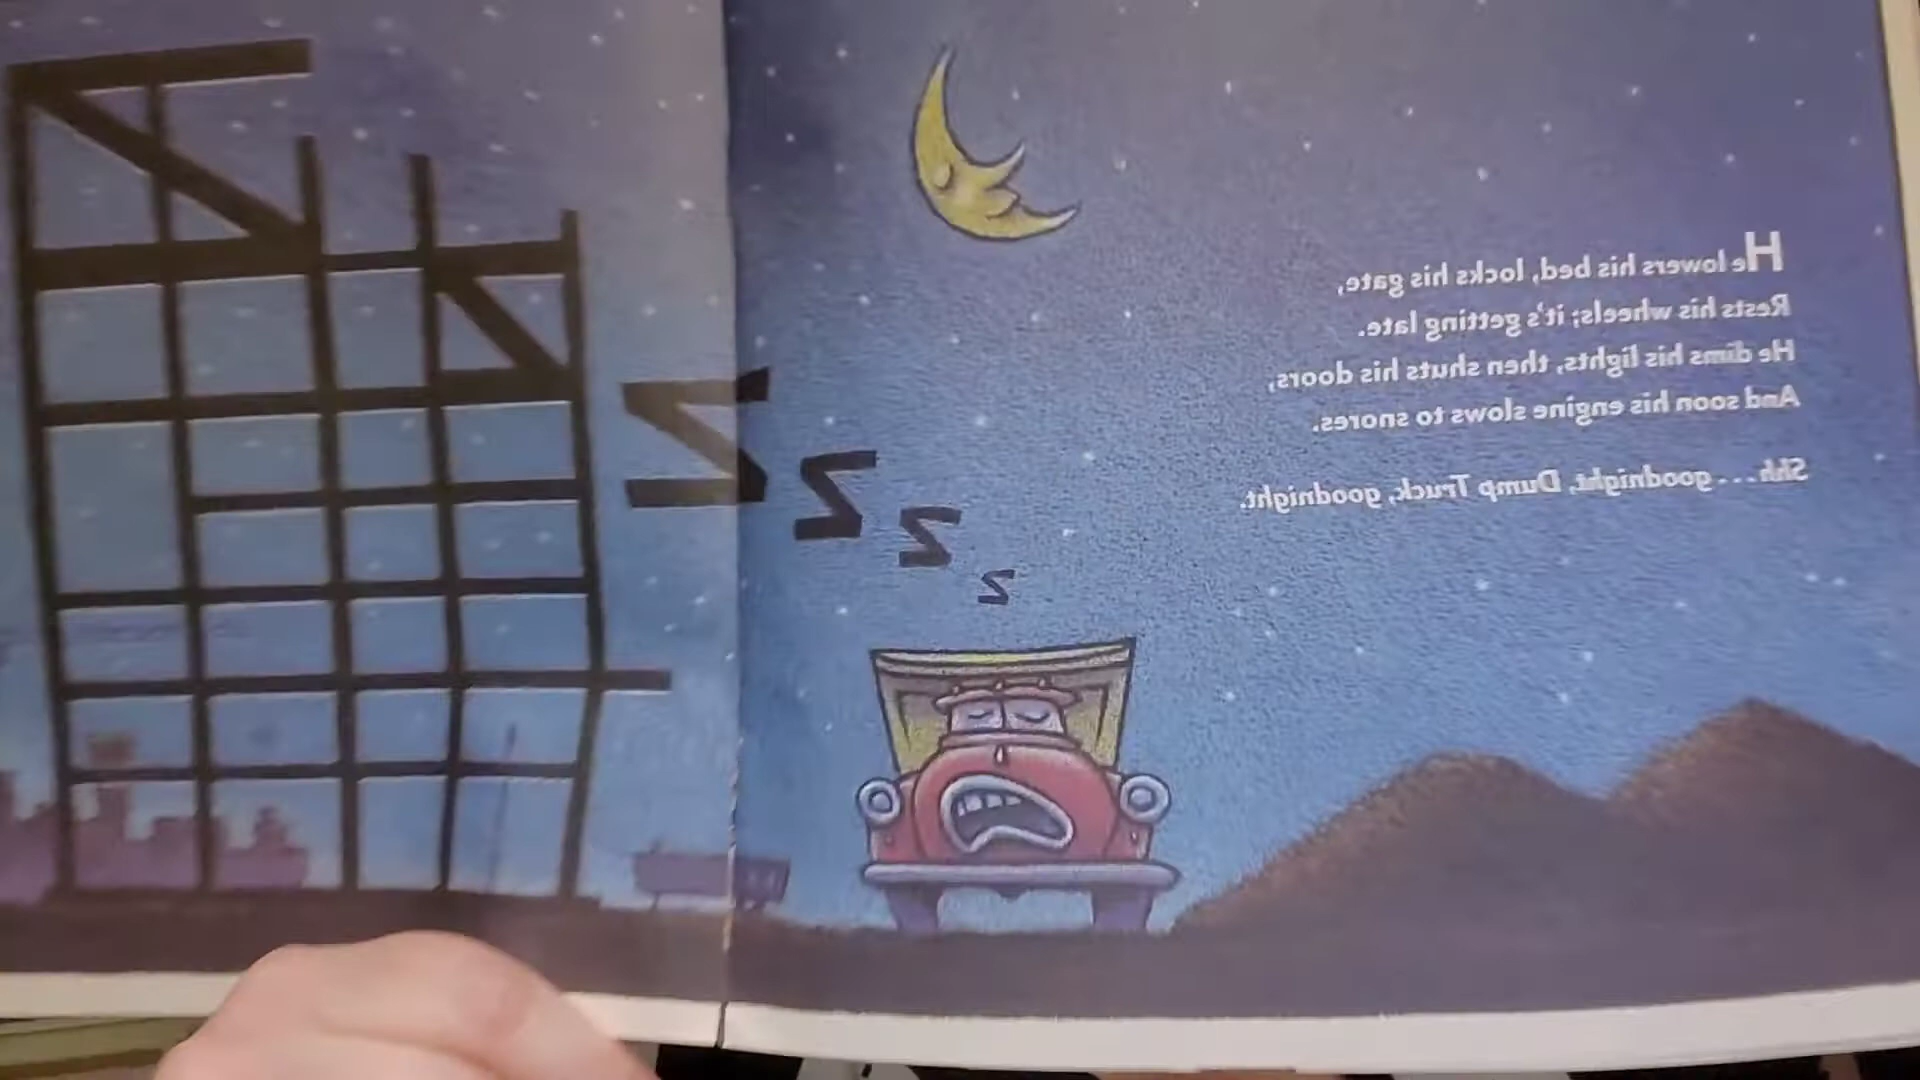 He lowers his bed, locks his gate,
Rests his wheels; it's getting late.
He dims his lights, then shuts his doors,
And soon his engine slows to snores.
Shh... goodnight, Dump Truck, goodnight.
Z
Z
Z
Z